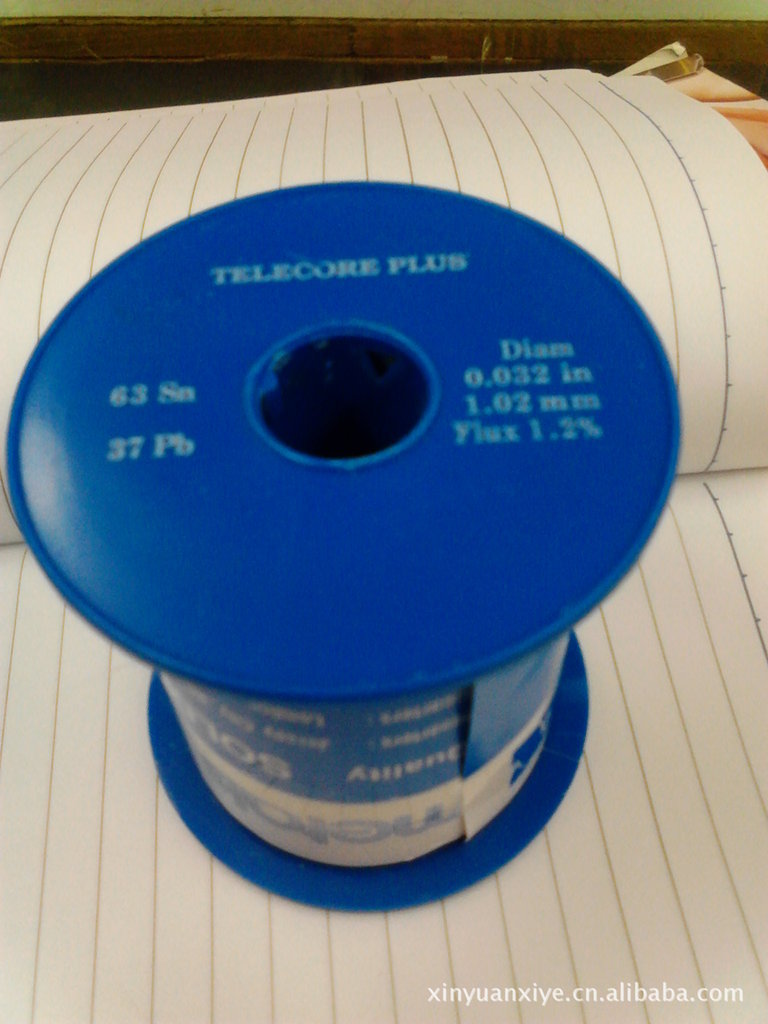 TELECORE PLUS
63 Sn
37 Pb
Diam
0.032 in
1.02 mm
Flux 1.2%
Quality
xinyuanxiye.cn.alibaba.com